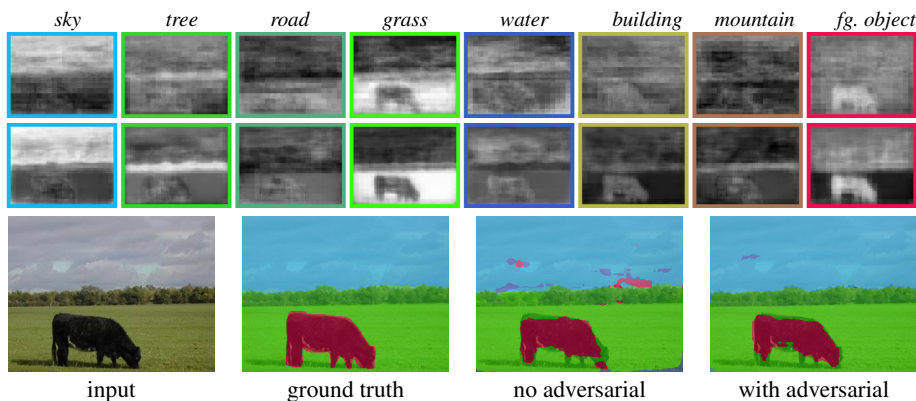 sky tree road grass water building mountain fg. object
input ground truth no adversarial with adversarial